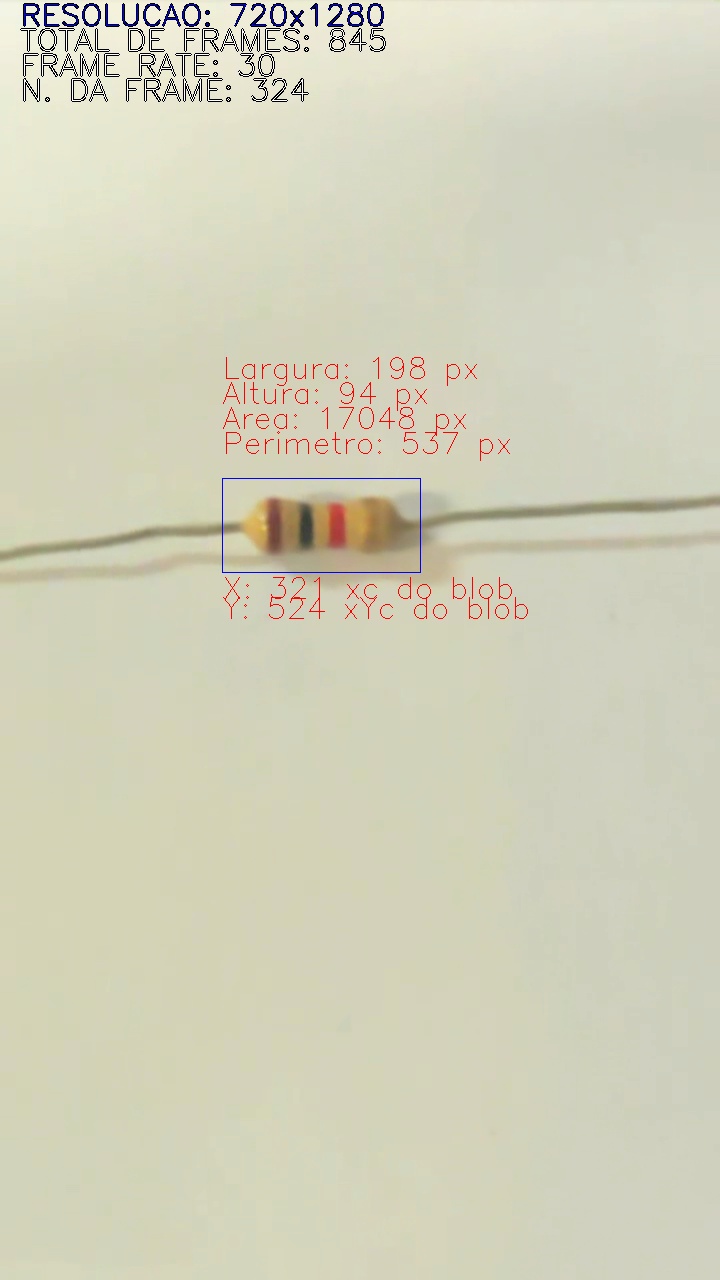 RESOLUCAO: 720x1280
TOTAL DE FRAMES: 845
FRAME RATE: 30
N. DA FRAME: 324
Largura: 198 px
Altura: 94 px
Area: 17048 px
Perimetro: 537 px
X: 321 xc do blob
Y: 524 xYc do blob